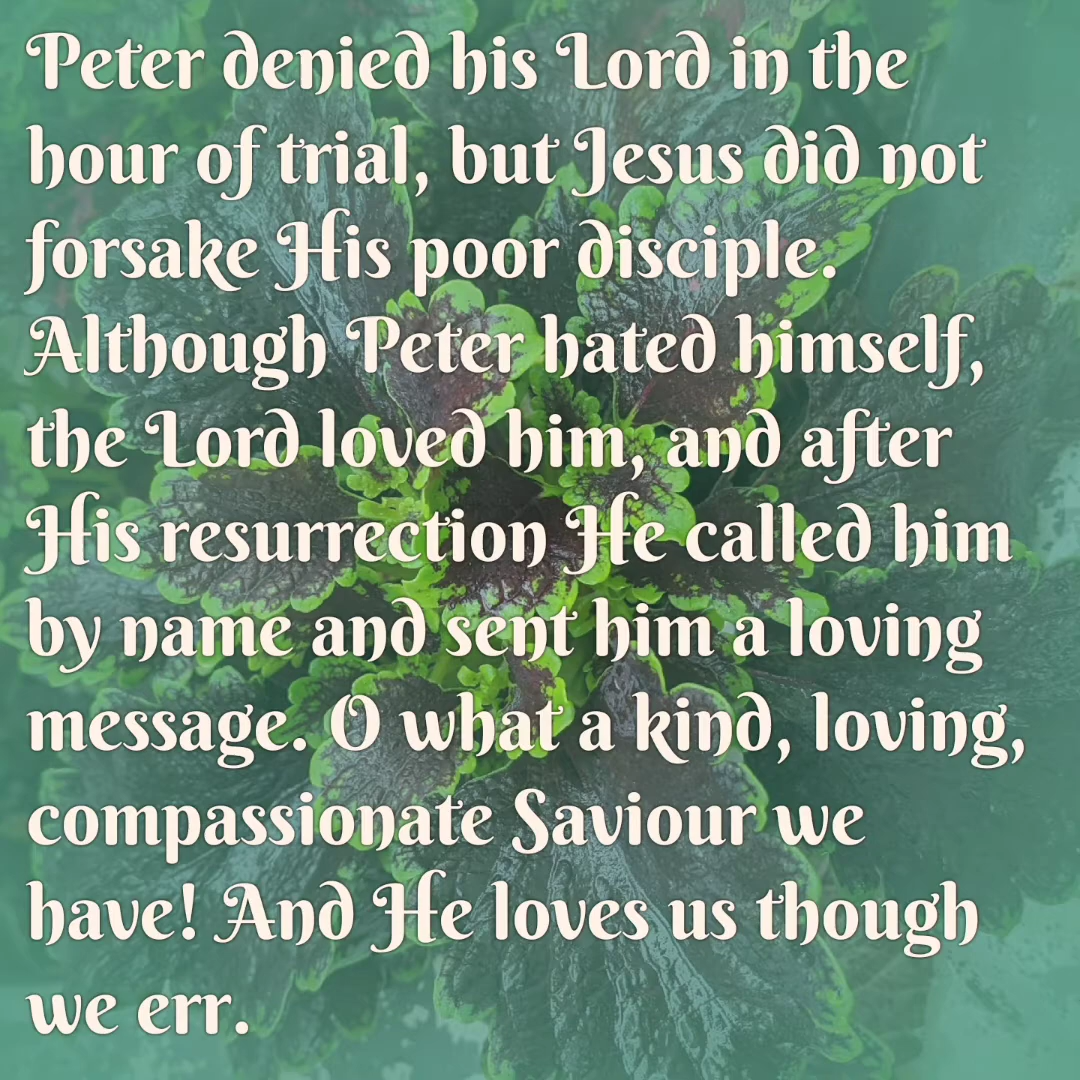 Peter denied his Lord in the
hour of trial, but Jesus did not
forsake His poor disciple.
Although Peter hated himself,
the Lord loved him, and after
His resurrection He called him
by name and sent him a loving
message. O what a kind, loving,
compassionate Saviour we
have! And He loves us though
we err.